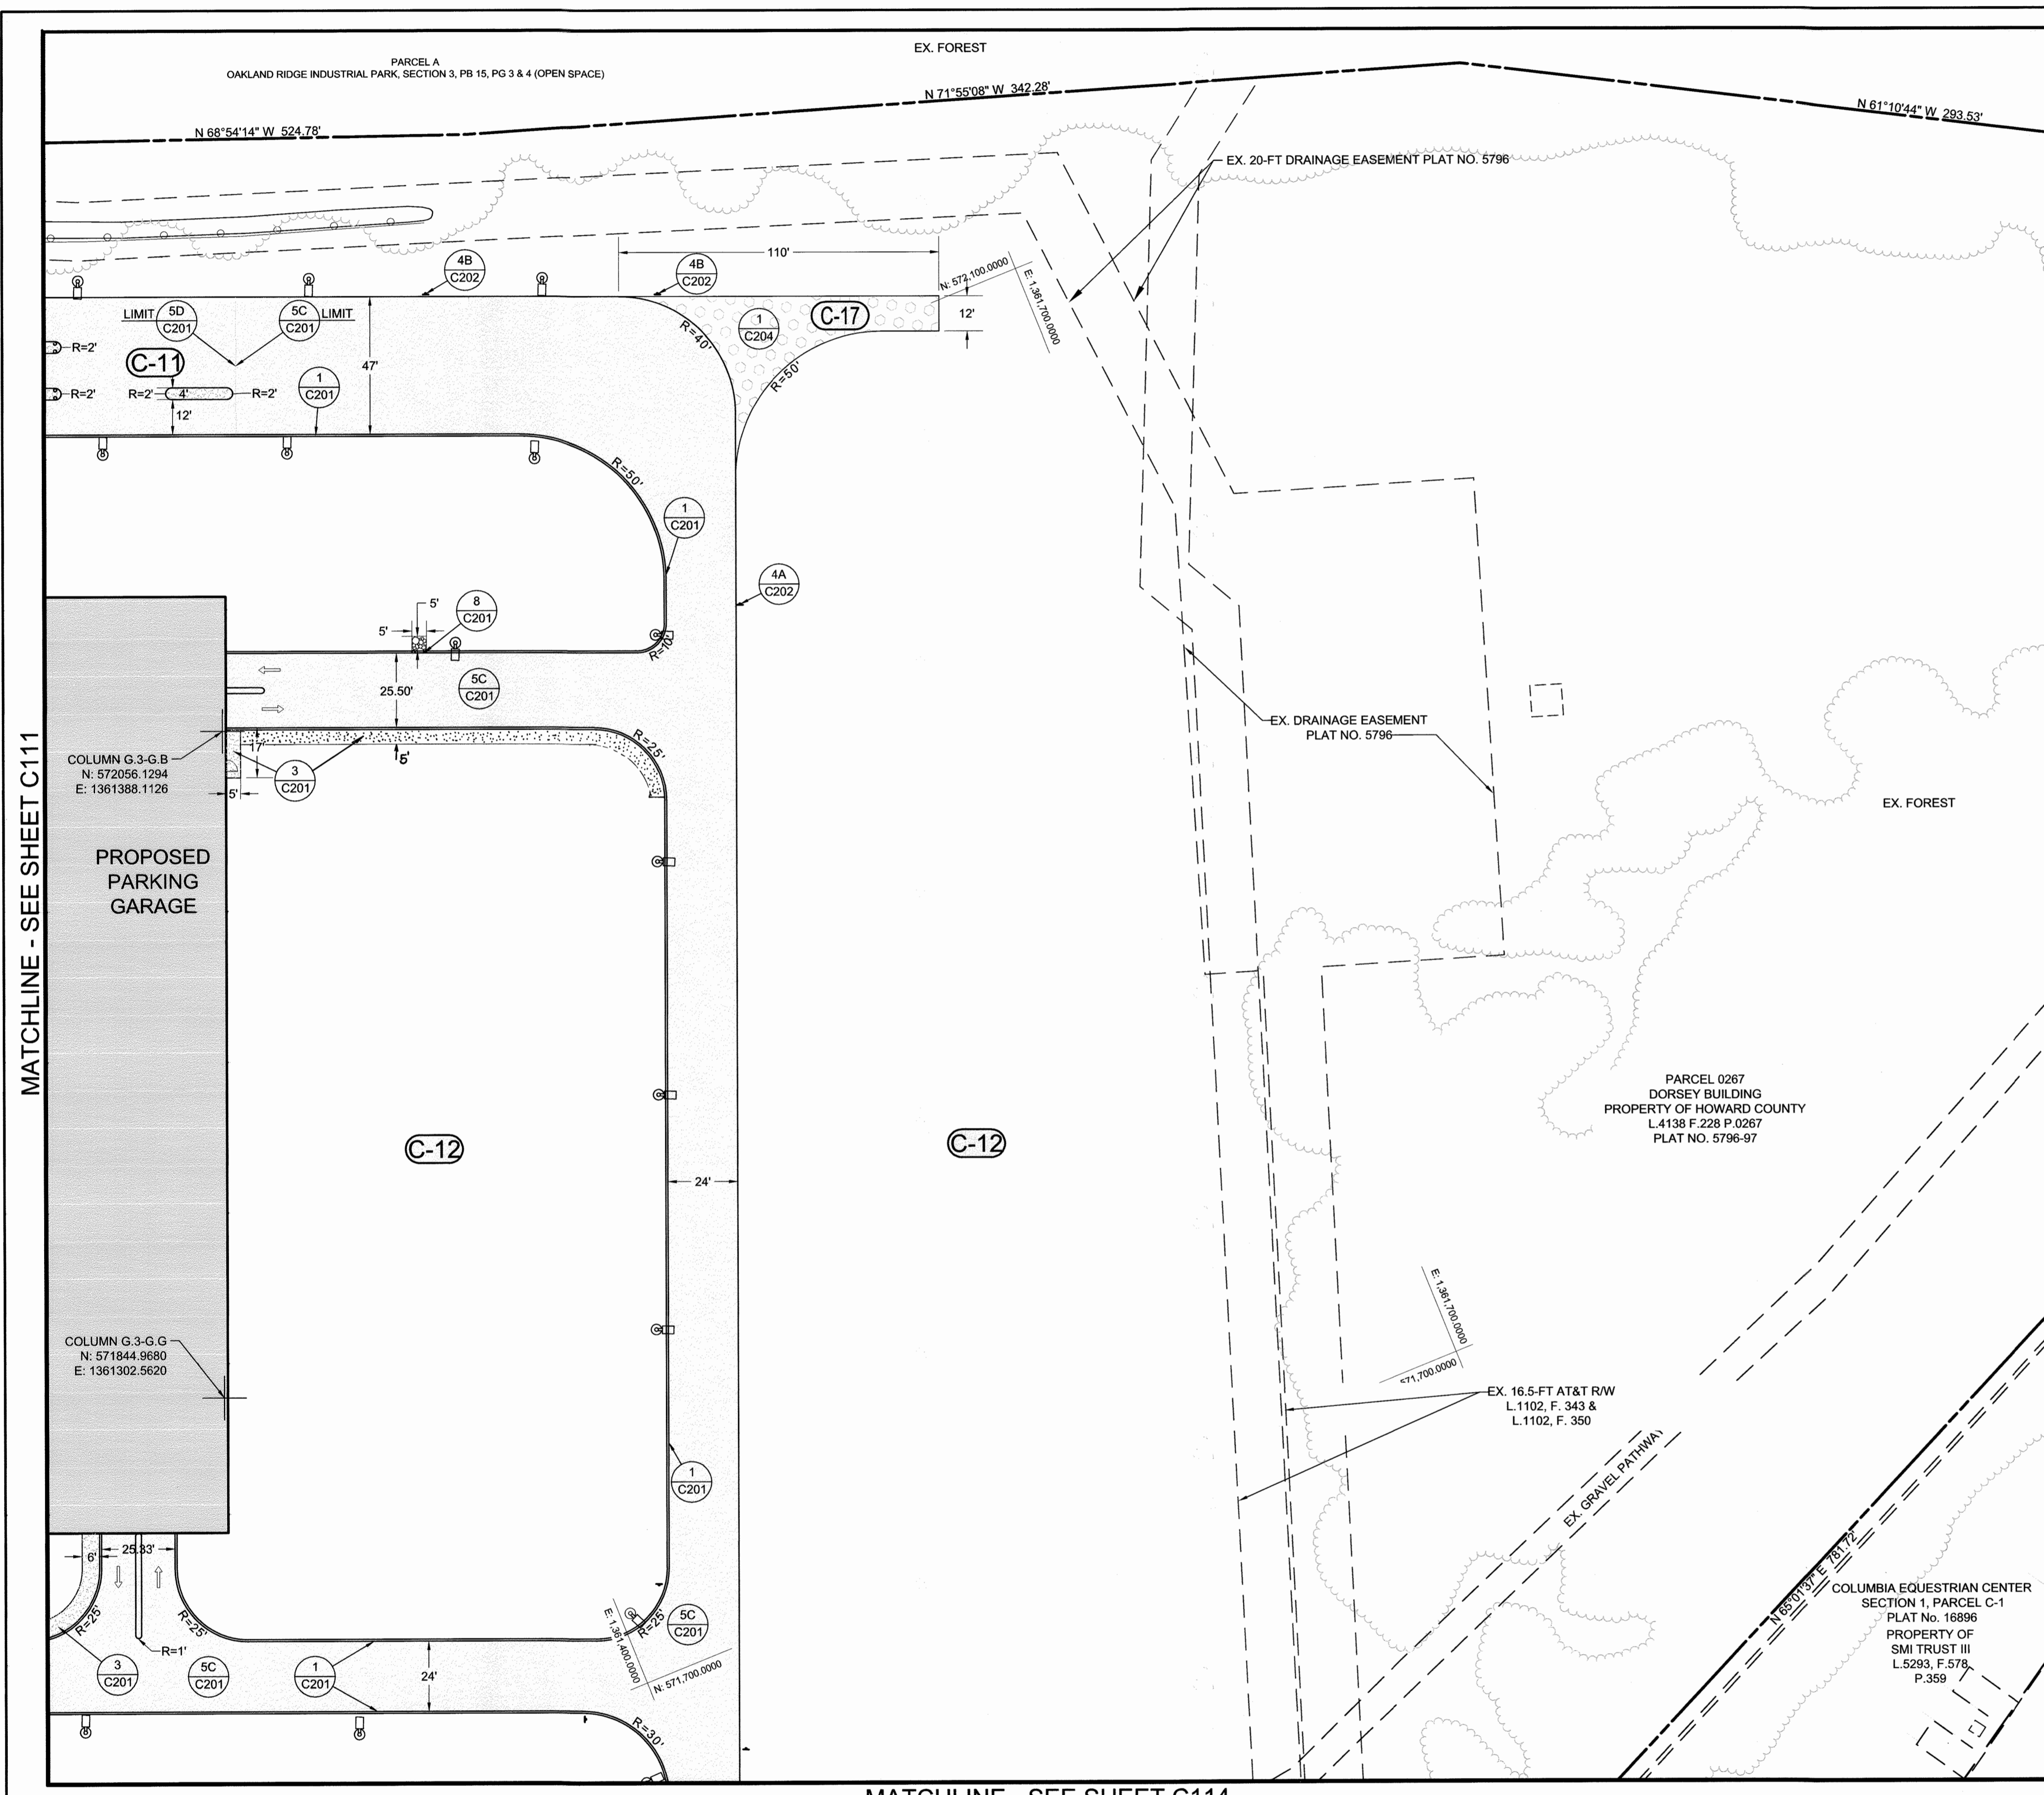 EX. FOREST
PARCEL A
OAKLAND RIDGE INDUSTRIAL PARK, SECTION 3, PB 15, PG 3 & 4 (OPEN SPACE)
N 68°54'14" W 524.78'
N 71°55'08" W 342.28'
N 61°10'44" W 293.53'
EX. 20-FT DRAINAGE EASEMENT PLAT NO. 5796
110'
4B
C202
4B
C202
N: 572,100.0000
E: 1,361,700.0000
LIMIT
5D
C201
5C
C201
LIMIT
1
C204
C-17
12'
R=40'
R=50'
R=2'
C-11
47'
R=2'
R=2'
4'
R=2'
12'
1
C201
R=50'
1
C201
4A
C202
5'
5'
8
C201
R=10'
25.50'
5C
C201
R=25'
17'
5'
5'
3
C201
COLUMN G.3-G.B
N: 572056.1294
E: 1361388.1126
EX. DRAINAGE EASEMENT
PLAT NO. 5796
EX. FOREST
MATCHLINE - SEE SHEET C111
PROPOSED
PARKING
GARAGE
C-12
C-12
24'
PARCEL 0267
DORSEY BUILDING
PROPERTY OF HOWARD COUNTY
L.4138 F.228 P.0267
PLAT NO. 5796-97
COLUMN G.3-G.G
N: 571844.9680
E: 1361302.5620
E: 1,361,700.0000
571,700.0000
EX. 16.5-FT AT&T R/W
L.1102, F. 343 &
L.1102, F. 350
1
C201
EX. GRAVEL PATHWAY
N 65°01'37" E 781.72'
6'
25.33'
R=25'
R=25'
R=1'
3
C201
5C
C201
1
C201
24'
R=25'
5C
C201
E: 1,361,400.0000
N: 571,700.0000
R=30'
COLUMBIA EQUESTRIAN CENTER
SECTION 1, PARCEL C-1
PLAT No. 16896
PROPERTY OF
SMI TRUST III
L.5293, F.578
P.359
MATCHLINE - SEE SHEET C114